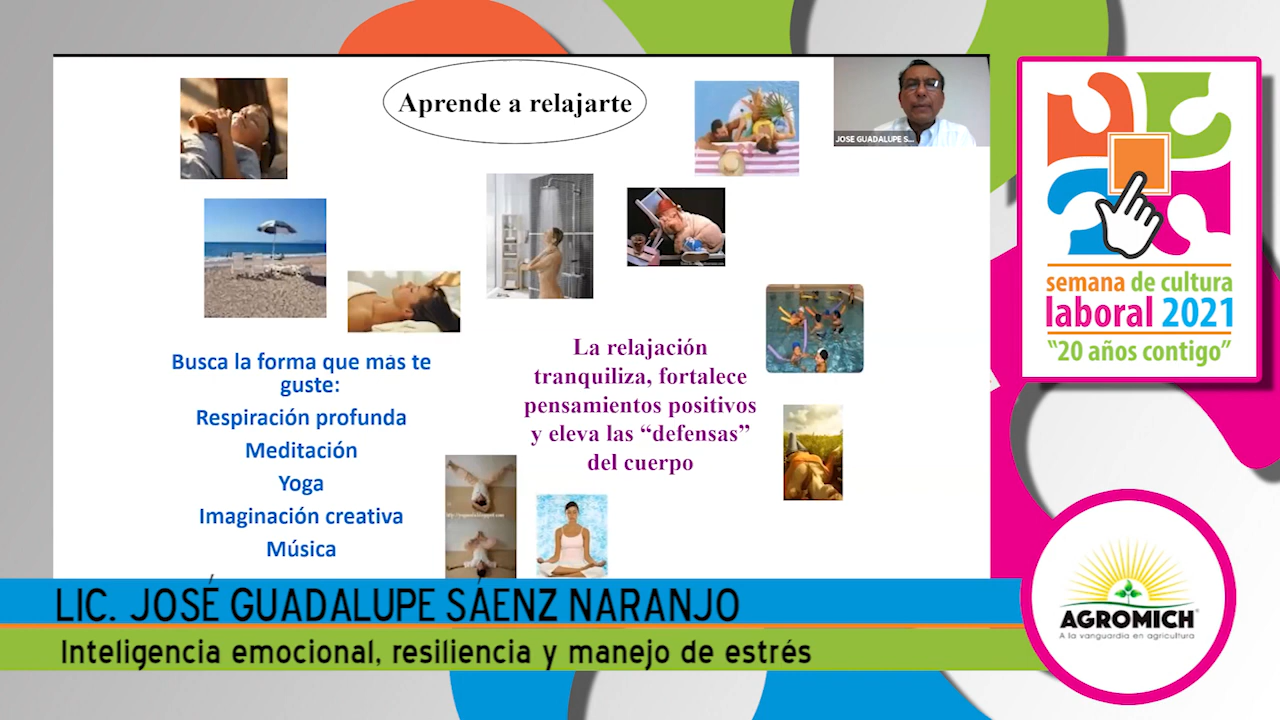 Aprende a relajarte
JOSE GUADALUPE S...
Busca la forma que más te
guste:
Respiración profunda
Meditación
Yoga
Imaginación creativa
Música
La relajación
tranquiliza, fortalece
pensamientos positivos
y eleva las “defensas”
del cuerpo
semana de cultura
laboral 2021
“20 años contigo”
AGROMICH®
A la vanguardia en agricultura
LIC. JOSÉ GUADALUPE SÁENZ NARANJO
Inteligencia emocional, resiliencia y manejo de estrés